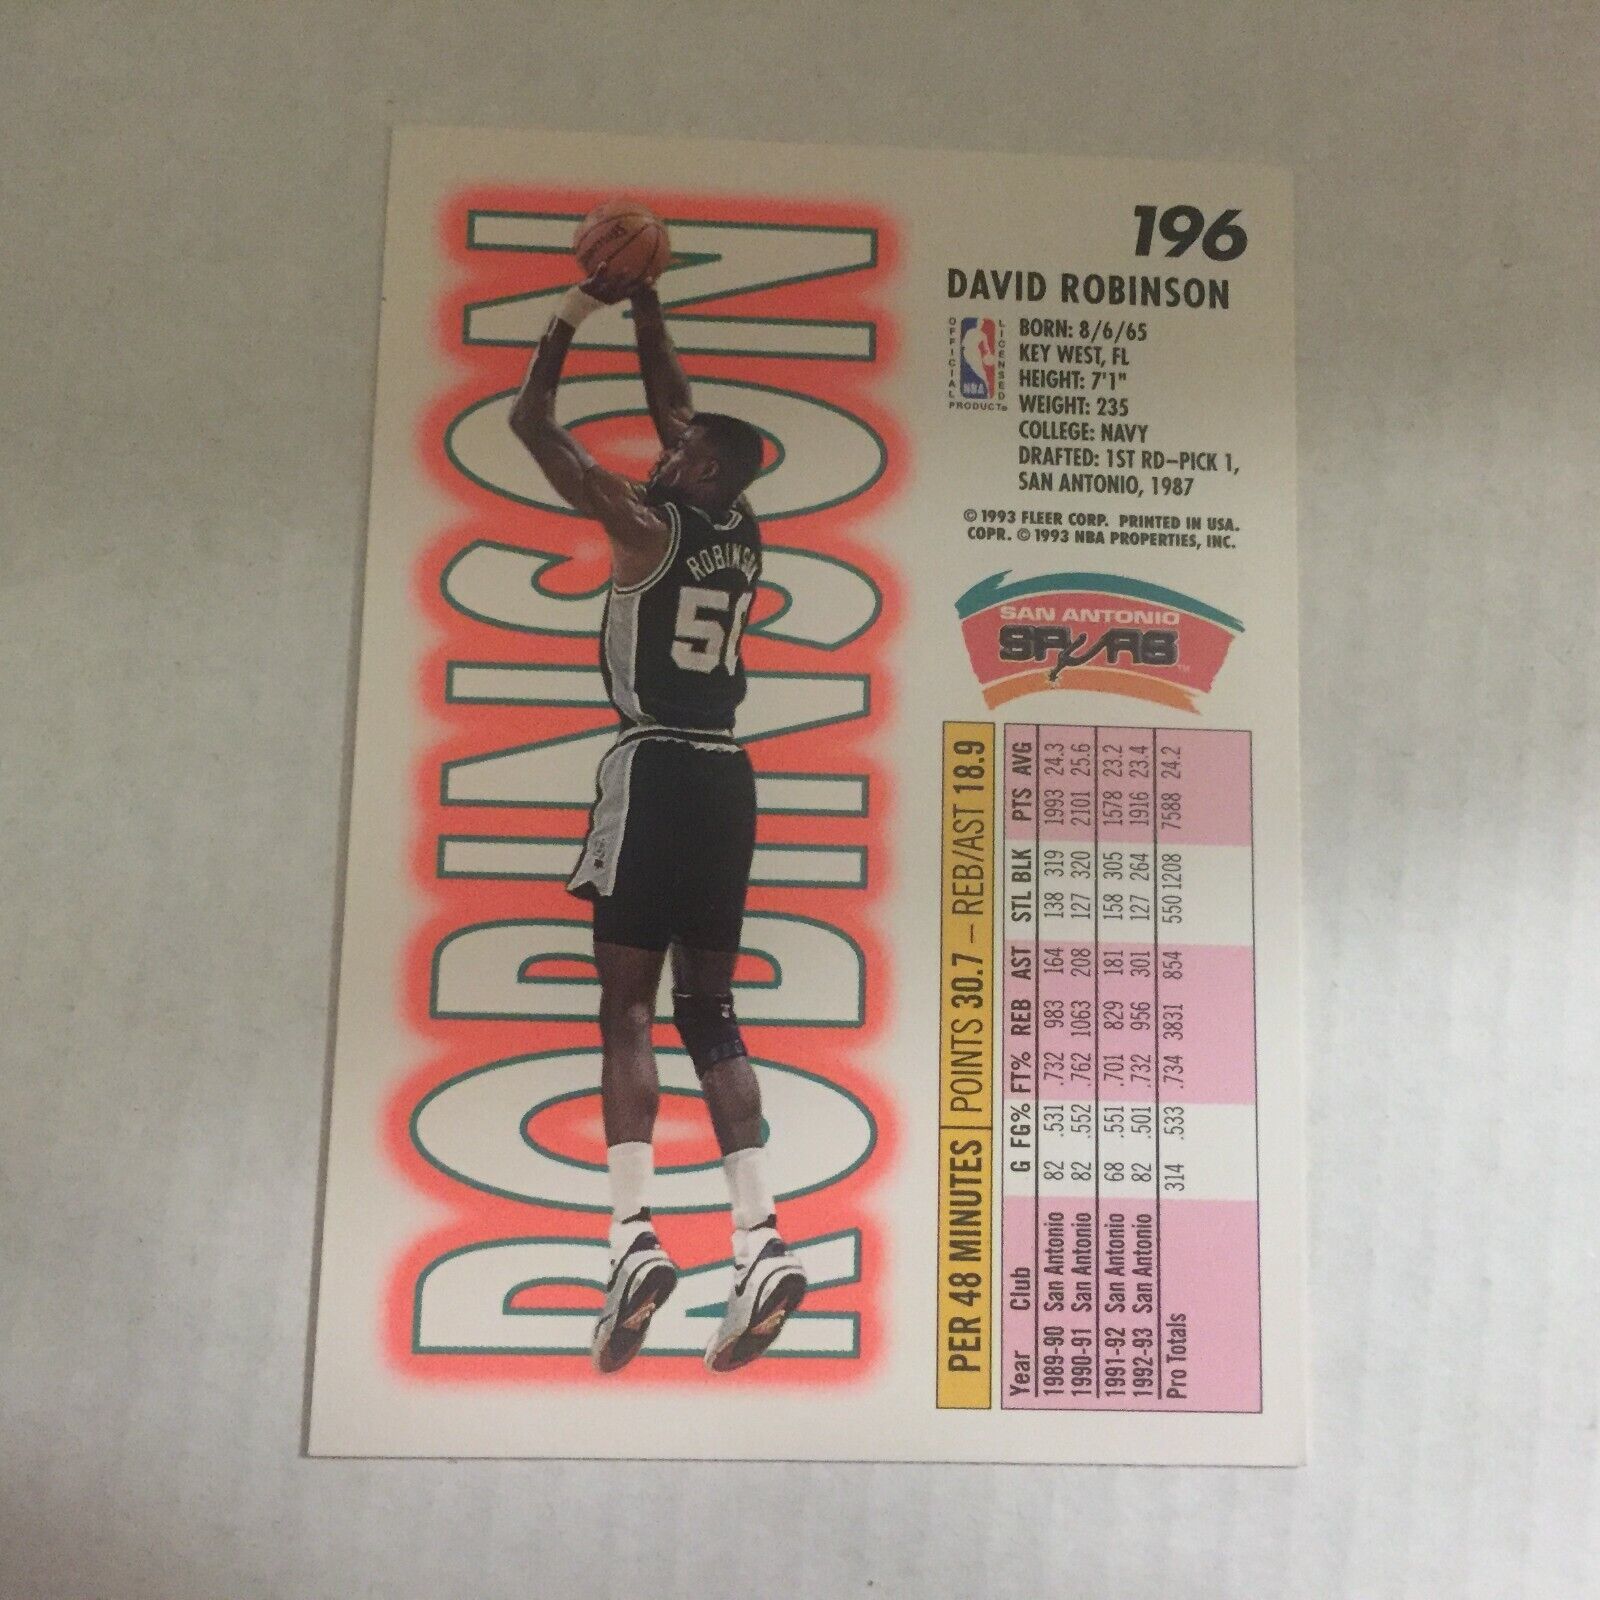 196
DAVID ROBINSON
OFFICIAL LICENSED
NBA
PRODUCT®
BORN: 8/6/65
KEY WEST, FL
HEIGHT: 7'1"
WEIGHT: 235
COLLEGE: NAVY
DRAFTED: 1ST RD-PICK 1,
SAN ANTONIO, 1987
© 1993 FLEER CORP. PRINTED IN USA.
COPR. © 1993 NBA PROPERTIES, INC.
SAN ANTONIO
SPURS™
ROBINSON
ROBINSON
50
PER 48 MINUTES | POINTS 30.7 – REB/AST 18.9
Year Club G FG% FT% REB AST STL BLK PTS AVG
1989-90 San Antonio 82 .531 .732 983 164 138 319 1993 24.3
1990-91 San Antonio 82 .552 .762 1063 208 127 320 2101 25.6
1991-92 San Antonio 68 .551 .701 829 181 158 305 1578 23.2
1992-93 San Antonio 82 .501 .732 956 301 127 264 1916 23.4
Pro Totals 314 .533 .734 3831 854 550 1208 7588 24.2